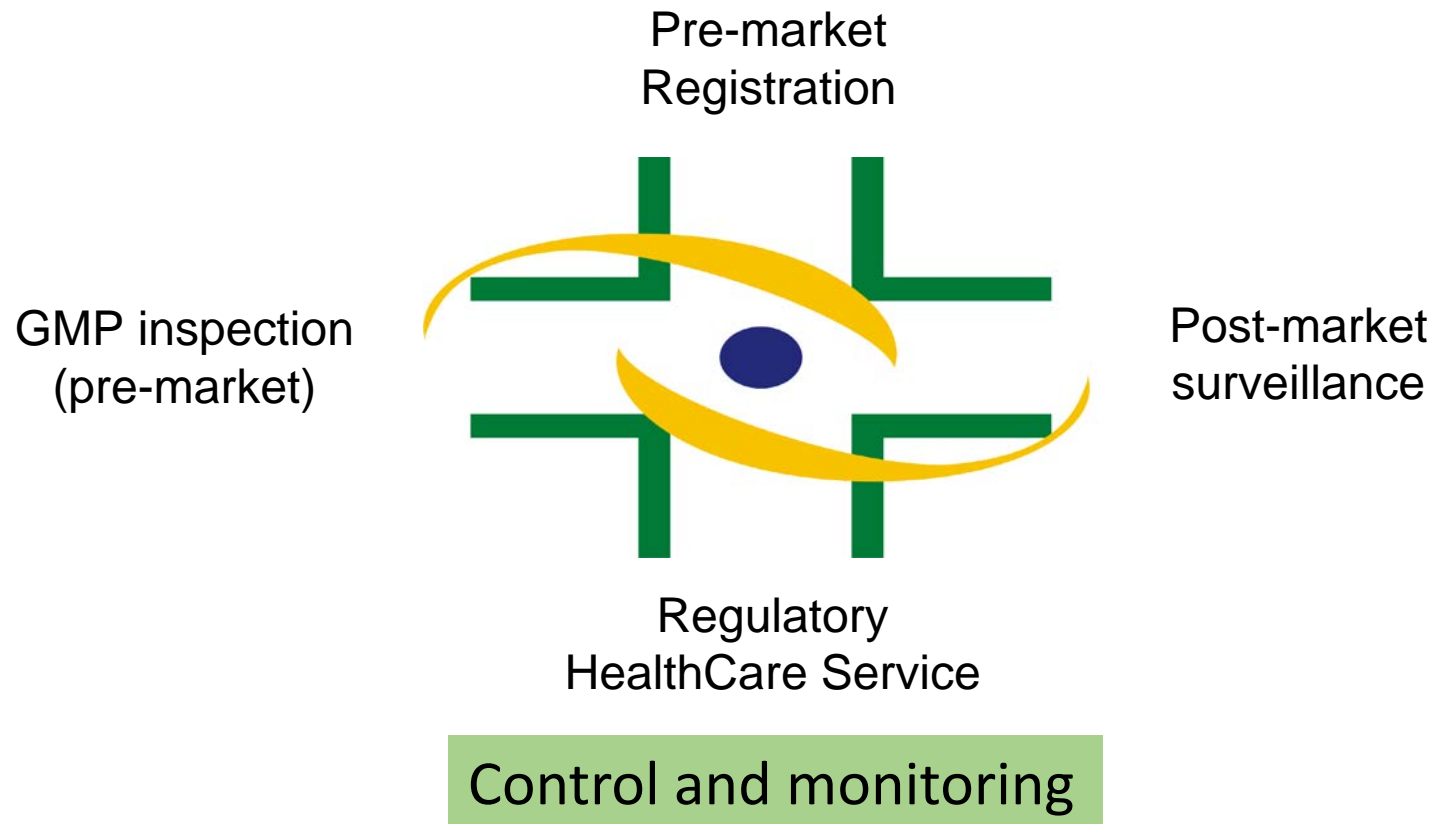 Pre-market
Registration
GMP inspection
(pre-market)
Post-market
surveillance
Regulatory
HealthCare Service
Control and monitoring